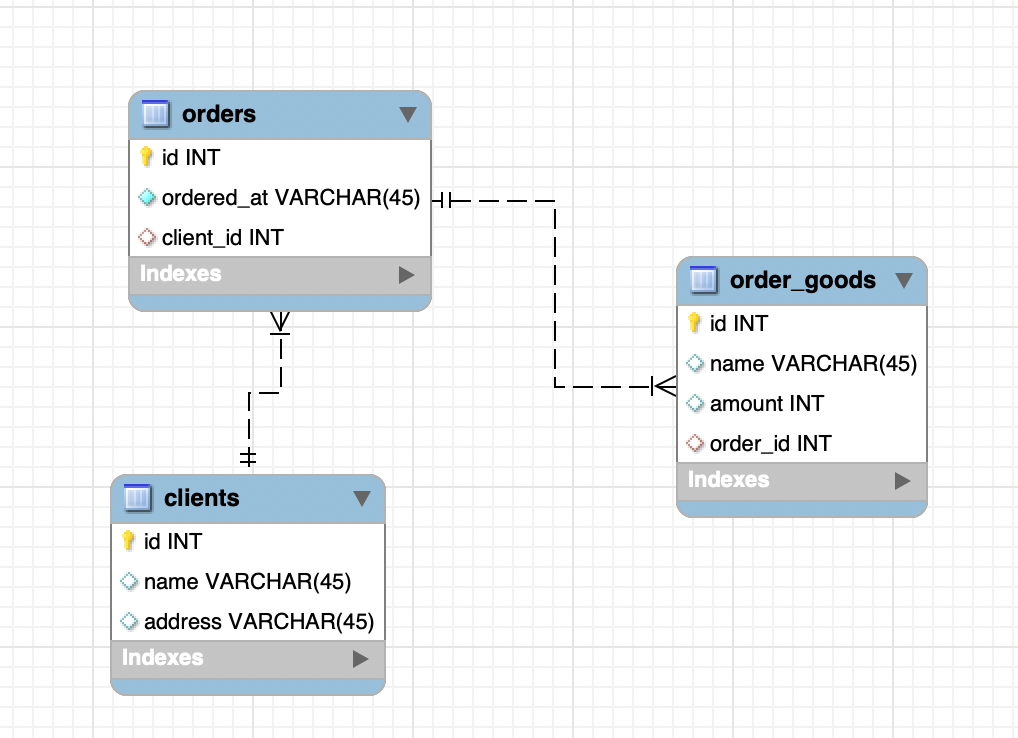 orders
id INT
ordered_at VARCHAR(45)
client_id INT
Indexes
order_goods
id INT
name VARCHAR(45)
amount INT
order_id INT
Indexes
clients
id INT
name VARCHAR(45)
address VARCHAR(45)
Indexes